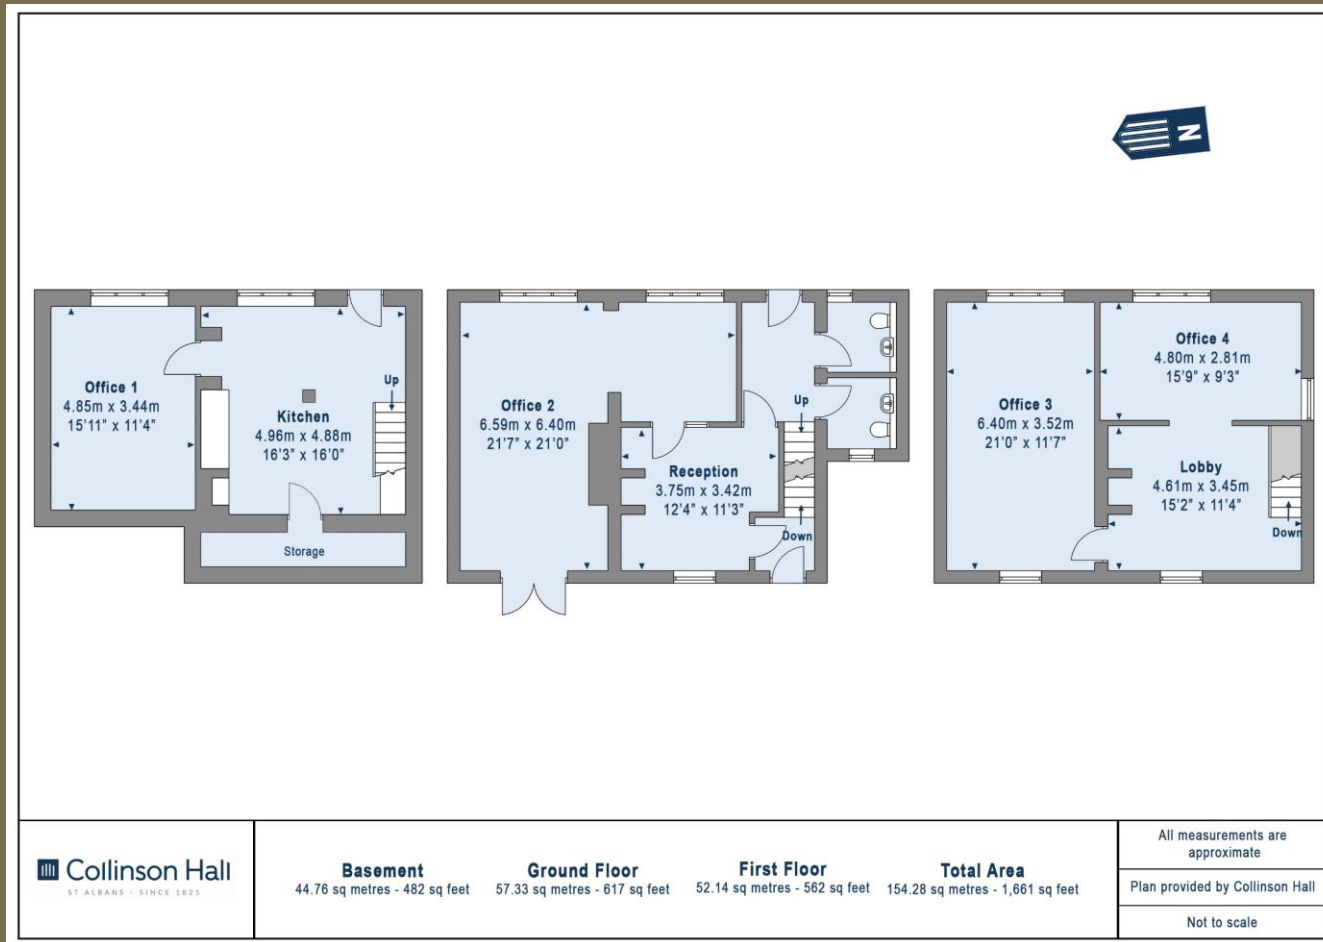 N
Office 1
4.85m x 3.44m
15'11" x 11'4"
Up
Kitchen
4.96m x 4.88m
16'3" x 16'0"
Storage
Office 2
6.59m x 6.40m
21'7" x 21'0"
Up
Reception
3.75m x 3.42m
12'4" x 11'3"
Down
Office 4
4.80m x 2.81m
15'9" x 9'3"
Office 3
6.40m x 3.52m
21'0" x 11'7"
Lobby
4.61m x 3.45m
15'2" x 11'4"
Down
Collinson Hall
ST ALBANS - SINCE 1825
Basement
44.76 sq metres - 482 sq feet
Ground Floor
57.33 sq metres - 617 sq feet
First Floor
52.14 sq metres - 562 sq feet
Total Area
154.28 sq metres - 1,661 sq feet
All measurements are
approximate
Plan provided by Collinson Hall
Not to scale